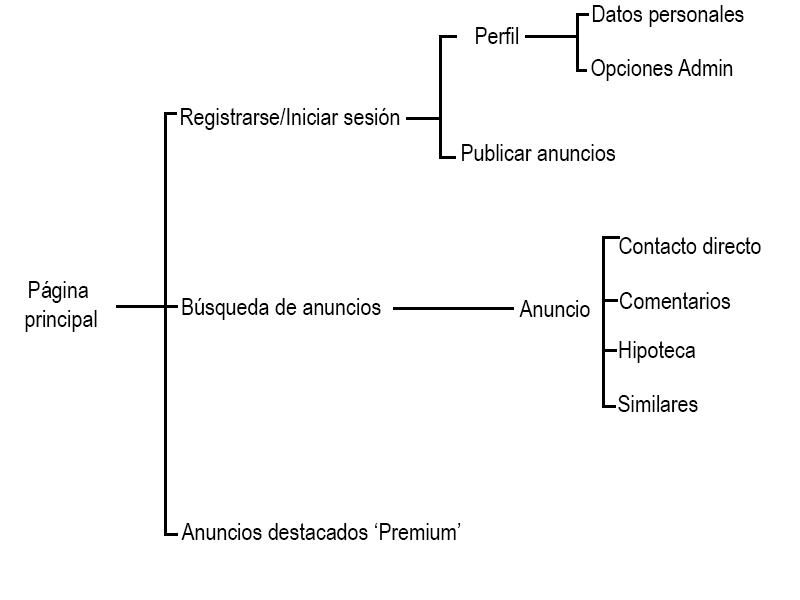 Datos personales
Perfil
Opciones Admin
Registrarse/Iniciar sesión
Publicar anuncios
Contacto directo
Página
principal
Búsqueda de anuncios
Anuncio
Comentarios
Hipoteca
Similares
Anuncios destacados ‘Premium’